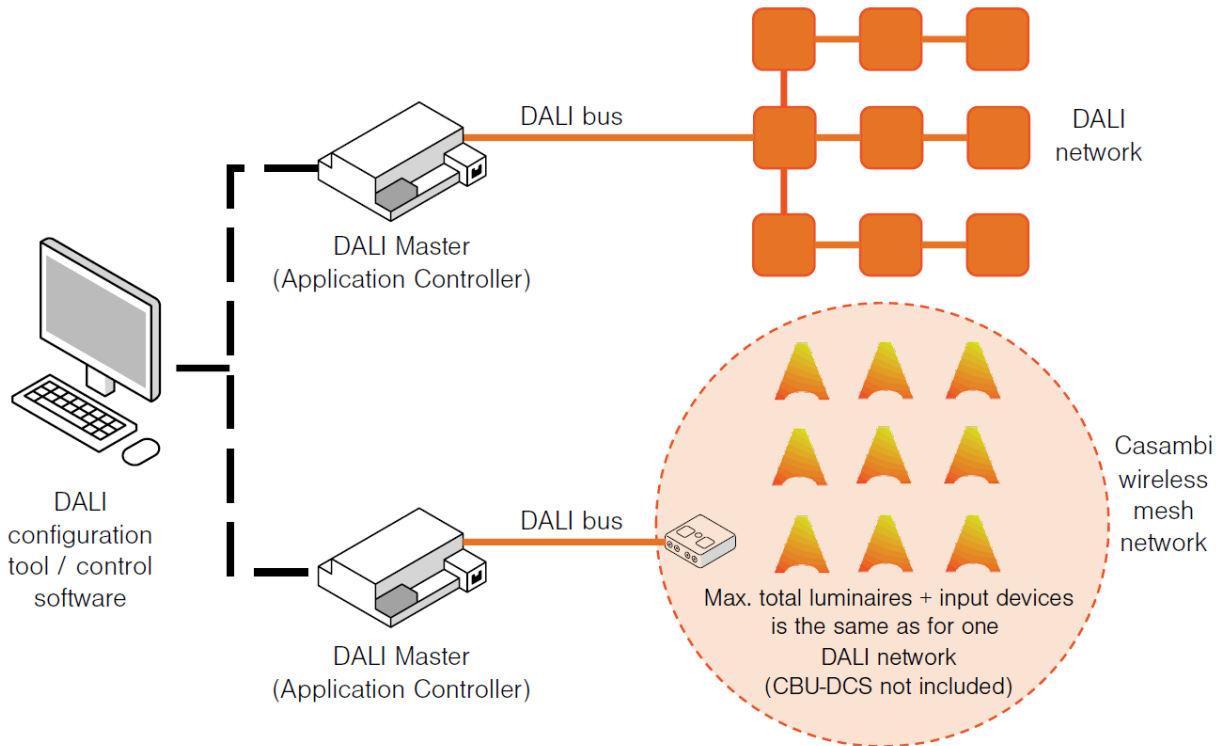 DALI bus
DALI
network
DALI Master
(Application Controller)
DALI
configuration
tool / control
software
DALI bus
Casambi
wireless
mesh
network
Max. total luminaires + input devices
is the same as for one
DALI network
(CBU-DCS not included)
DALI Master
(Application Controller)